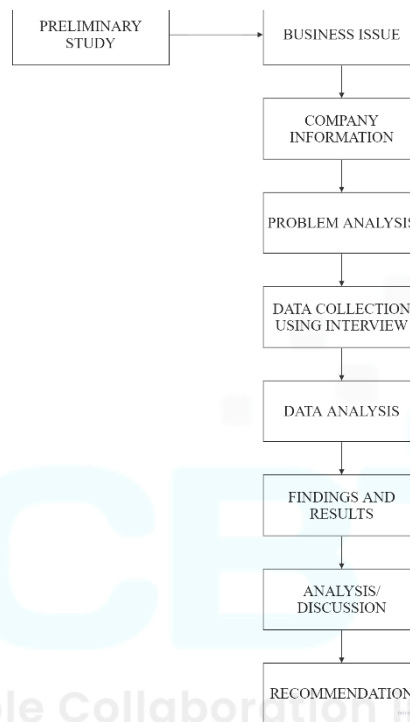 PRELIMINARY
STUDY
BUSINESS ISSUE
COMPANY
INFORMATION
PROBLEM ANALYSIS
DATA COLLECTION
USING INTERVIEW
DATA ANALYSIS
FINDINGS AND
RESULTS
ANALYSIS/
DISCUSSION
RECOMMENDATION
CB
le Collaboration